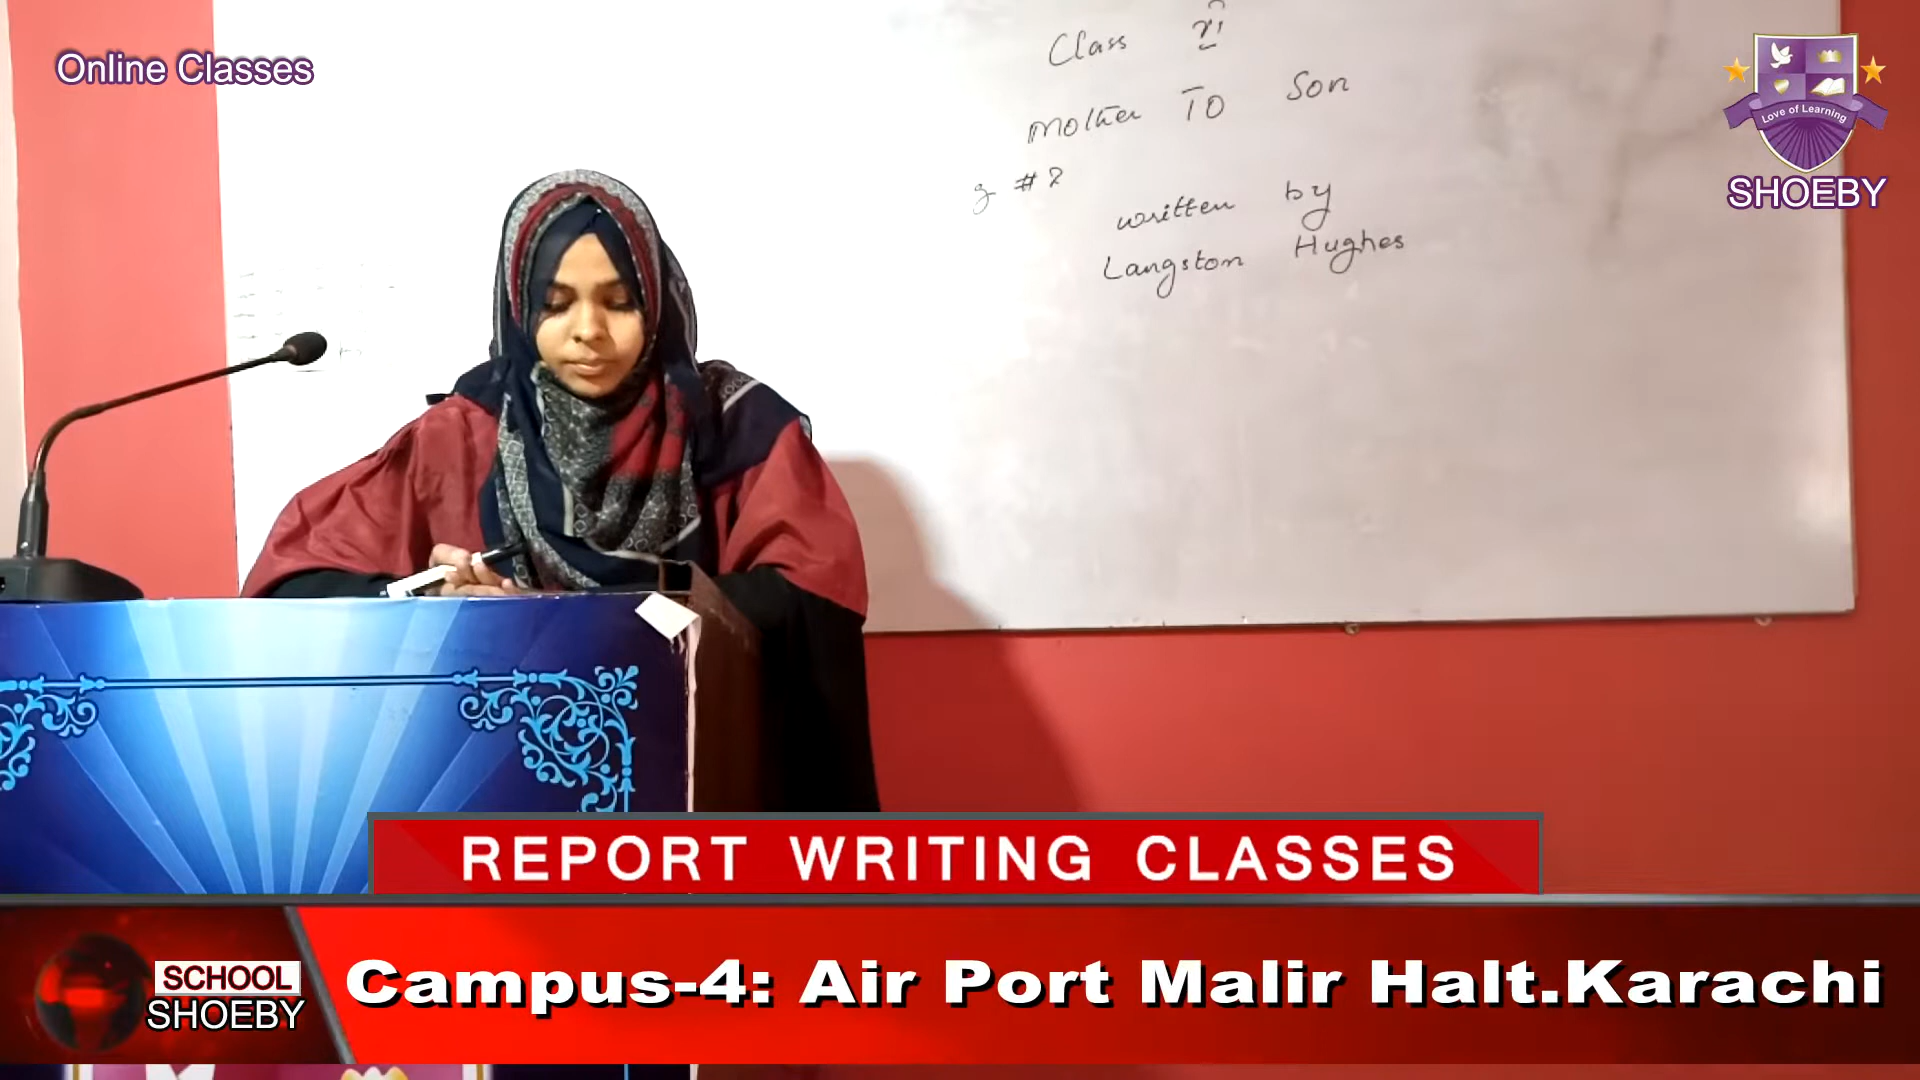 Online Classes
Class VI
Mother To Son
written by
Langston Hughes
Love of Learning
SHOEBY
REPORT WRITING CLASSES
SCHOOL
SHOEBY
Campus-4: Air Port Malir Halt.Karachi